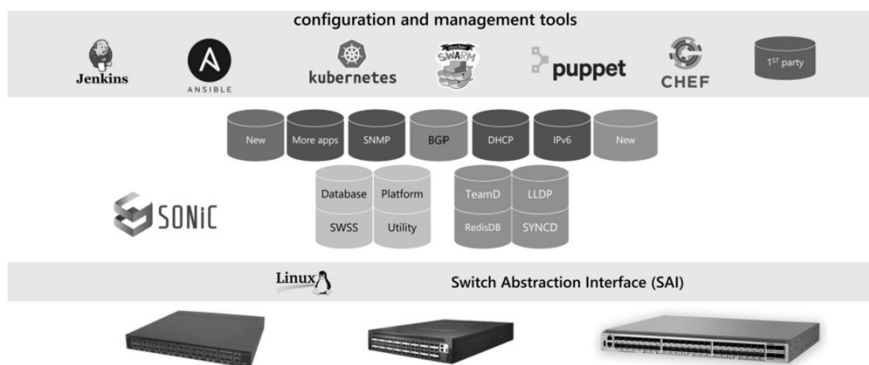 configuration and management tools
Jenkins
ANSIBLE
kubernetes
docker
SWARM
puppet
CHEF
1ST party
New
More apps
SNMP
BGP
DHCP
IPv6
New
Database
Platform
TeamD
LLDP
SONiC
SWSS
Utility
RedisDB
SYNCD
Linux
Switch Abstraction Interface (SAI)